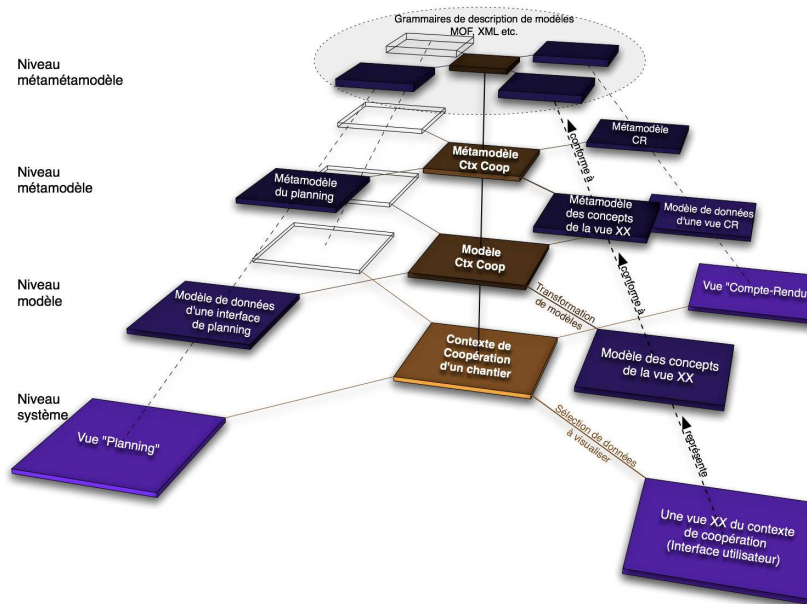 Grammaires de description de modèles
MOF, XML etc.
Niveau
métamétamodèle
Métamodèle
CR
Métamodèle
Ctx Coop
conforme à
Niveau
métamodèle
Métamodèle
du planning
Métamodèle
des concepts
de la vue XX
Modèle de données
d'une vue CR
Modèle
Ctx Coop
conforme à
Niveau
modèle
Modèle de données
d'une interface
de planning
Transformation
de modèles
Vue "Compte-Rendu
Contexte de
Coopération
d'un chantier
Modèle des concepts
de la vue XX
Niveau
système
Vue "Planning"
Sélection de données
à visualiser
représente
Une vue XX du contexte
de coopération
(Interface utilisateur)